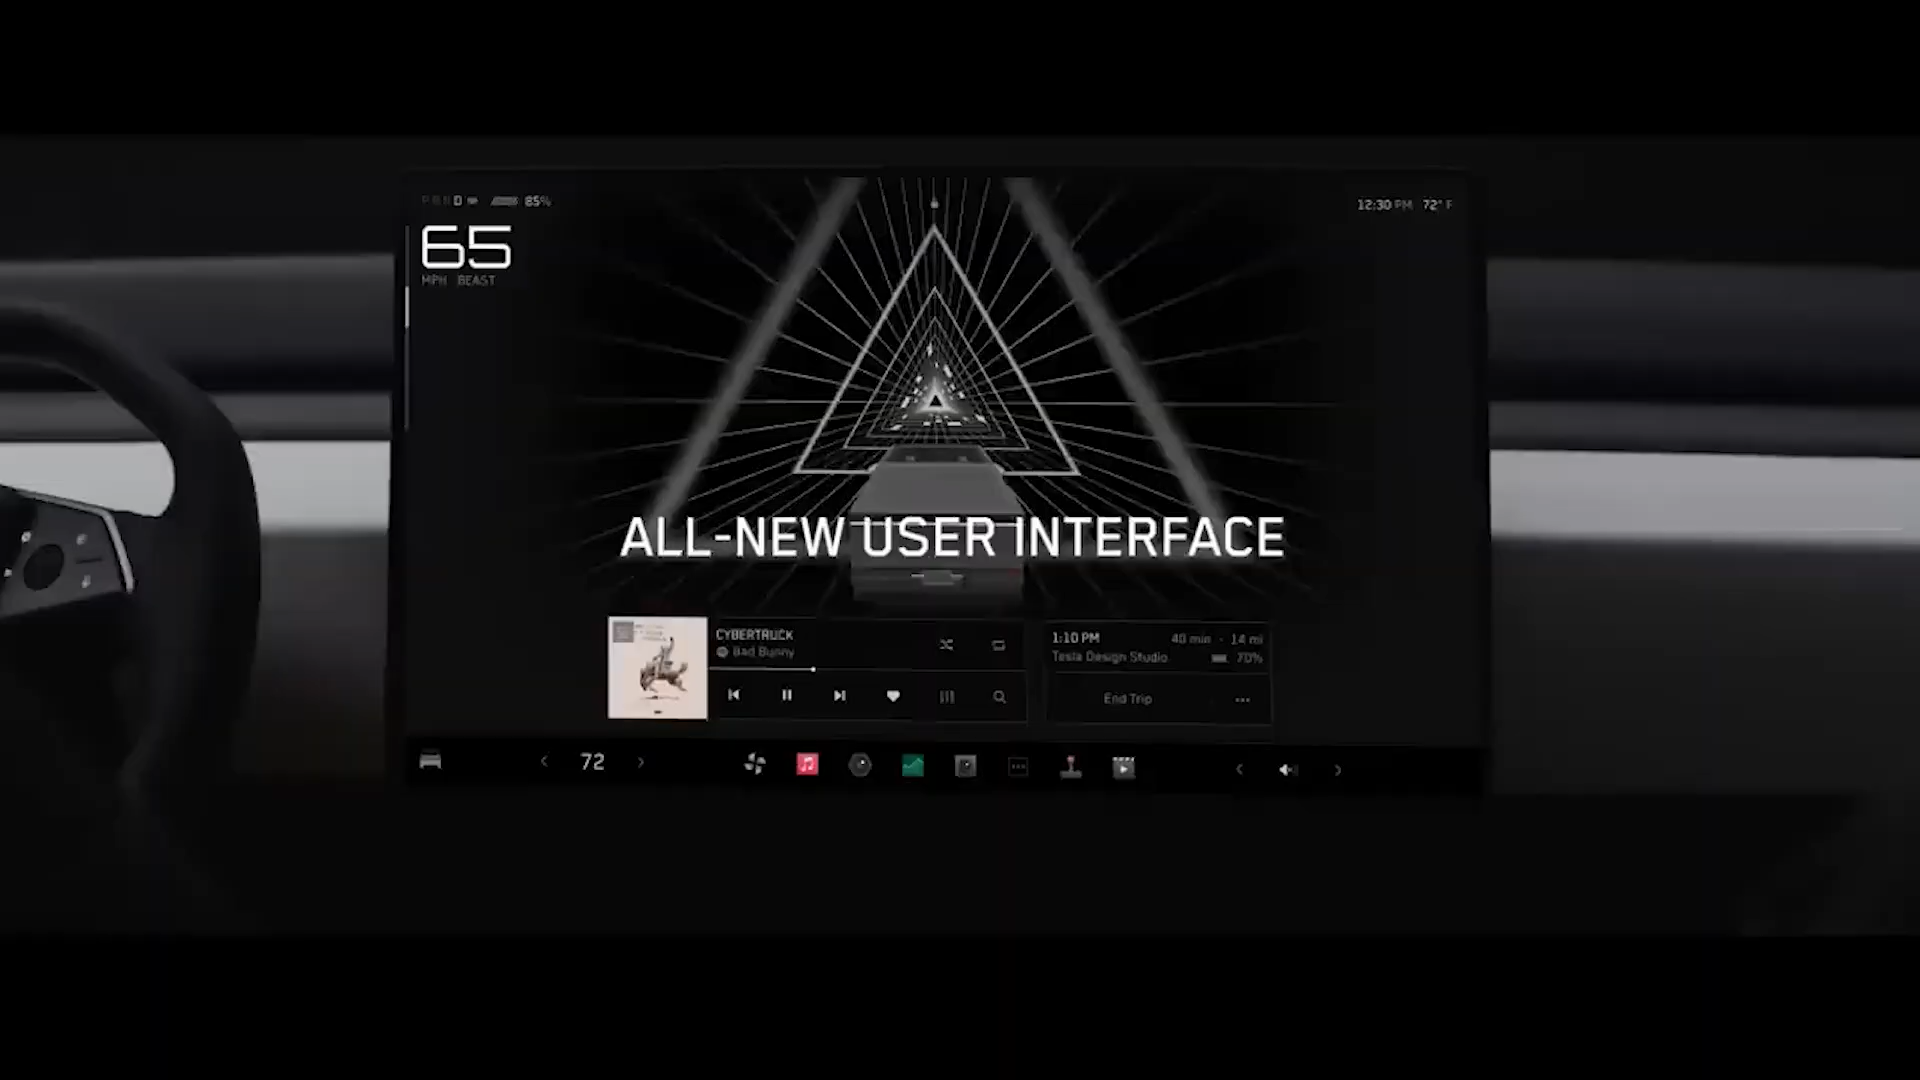 P R N D 85%
12:30 PM 72° F
65
MPH BEAST
ALL-NEW USER INTERFACE
CYBERTRUCK
Bad Bunny
1:10 PM 40 min · 14 mi
Tesla Design Studio 70%
End Trip
72